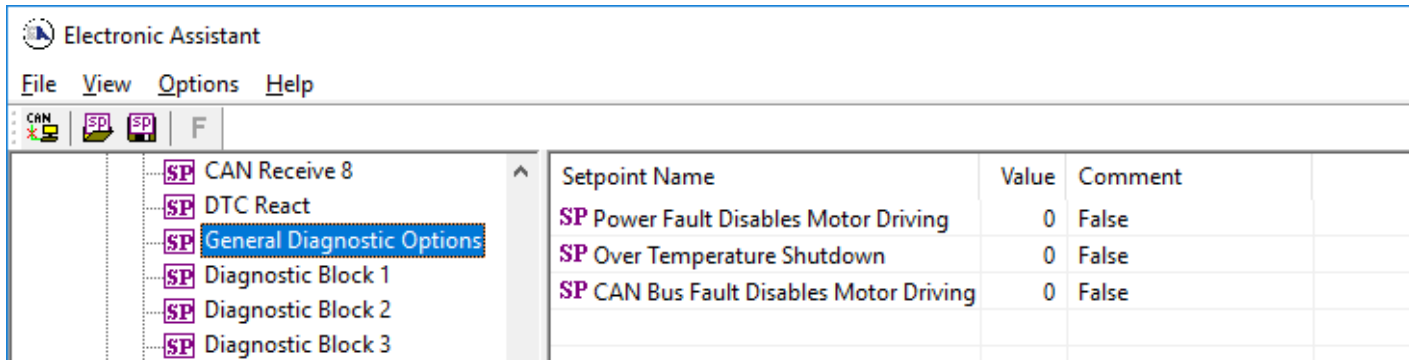 Electronic Assistant
File View Options Help
CAN SP SP F
SP CAN Receive 8
SP DTC React
SP General Diagnostic Options
SP Diagnostic Block 1
SP Diagnostic Block 2
SP Diagnostic Block 3
Setpoint Name Value Comment
SP Power Fault Disables Motor Driving 0 False
SP Over Temperature Shutdown 0 False
SP CAN Bus Fault Disables Motor Driving 0 False